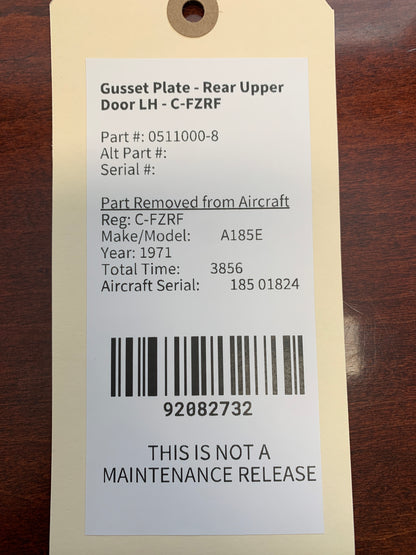 Gusset Plate - Rear Upper
Door LH - C-FZRF
Part #: 0511000-8
Alt Part #:
Serial #:
Part Removed from Aircraft
Reg: C-FZRF
Make/Model: A185E
Year: 1971
Total Time: 3856
Aircraft Serial: 185 01824
92082732
THIS IS NOT A
MAINTENANCE RELEASE